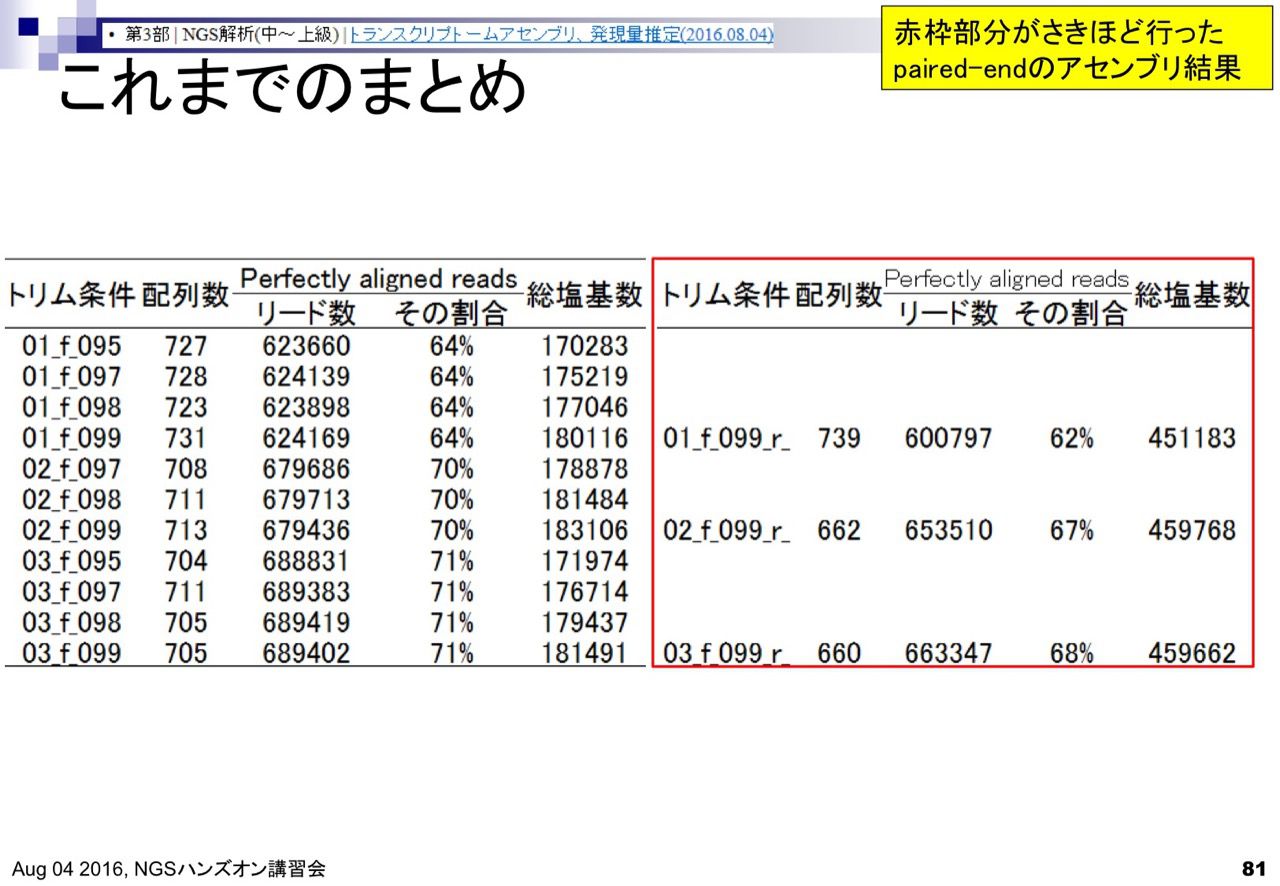 • 第3部 | NGS解析(中～上級) | トランスクリプトームアセンブリ、発現量推定(2016.08.04)
赤枠部分がさきほど行った
paired-endのアセンブリ結果
これまでのまとめ
トリム条件 配列数 Perfectly aligned reads 総塩基数
リード数 その割合
01_f_095 727 623660 64% 170283
01_f_097 728 624139 64% 175219
01_f_098 723 623898 64% 177046
01_f_099 731 624169 64% 180116
02_f_097 708 679686 70% 178878
02_f_098 711 679713 70% 181484
02_f_099 713 679436 70% 183106
03_f_095 704 688831 71% 171974
03_f_097 711 689383 71% 176714
03_f_098 705 689419 71% 179437
03_f_099 705 689402 71% 181491
トリム条件 配列数 Perfectly aligned reads 総塩基数
リード数 その割合
01_f_099_r_ 739 600797 62% 451183
02_f_099_r_ 662 653510 67% 459768
03_f_099_r_ 660 663347 68% 459662
Aug 04 2016, NGSハンズオン講習会
81